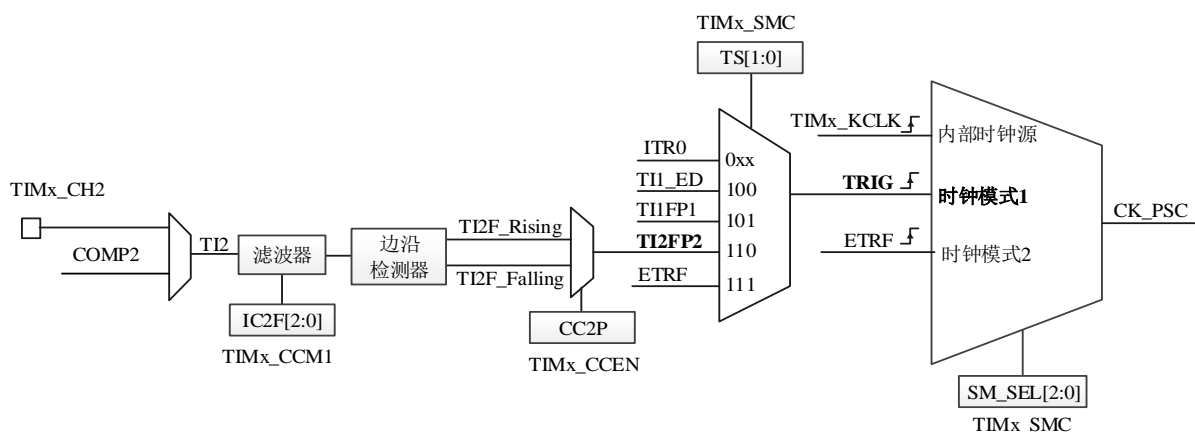 TIMx_SMC
TS[1:0]
TIMx_KCLK
内部时钟源
ITR0
0xx
TI1_ED
100
TRIG
时钟模式1
TIMx_CH2
TI1FP1
101
CK_PSC
TI2F_Rising
TI2FP2
110
ETRF
时钟模式2
COMP2
TI2
滤波器
边沿
检测器
TI2F_Falling
ETRF
111
IC2F[2:0]
CC2P
TIMx_CCM1
TIMx_CCEN
SM_SEL[2:0]
TIMx_SMC